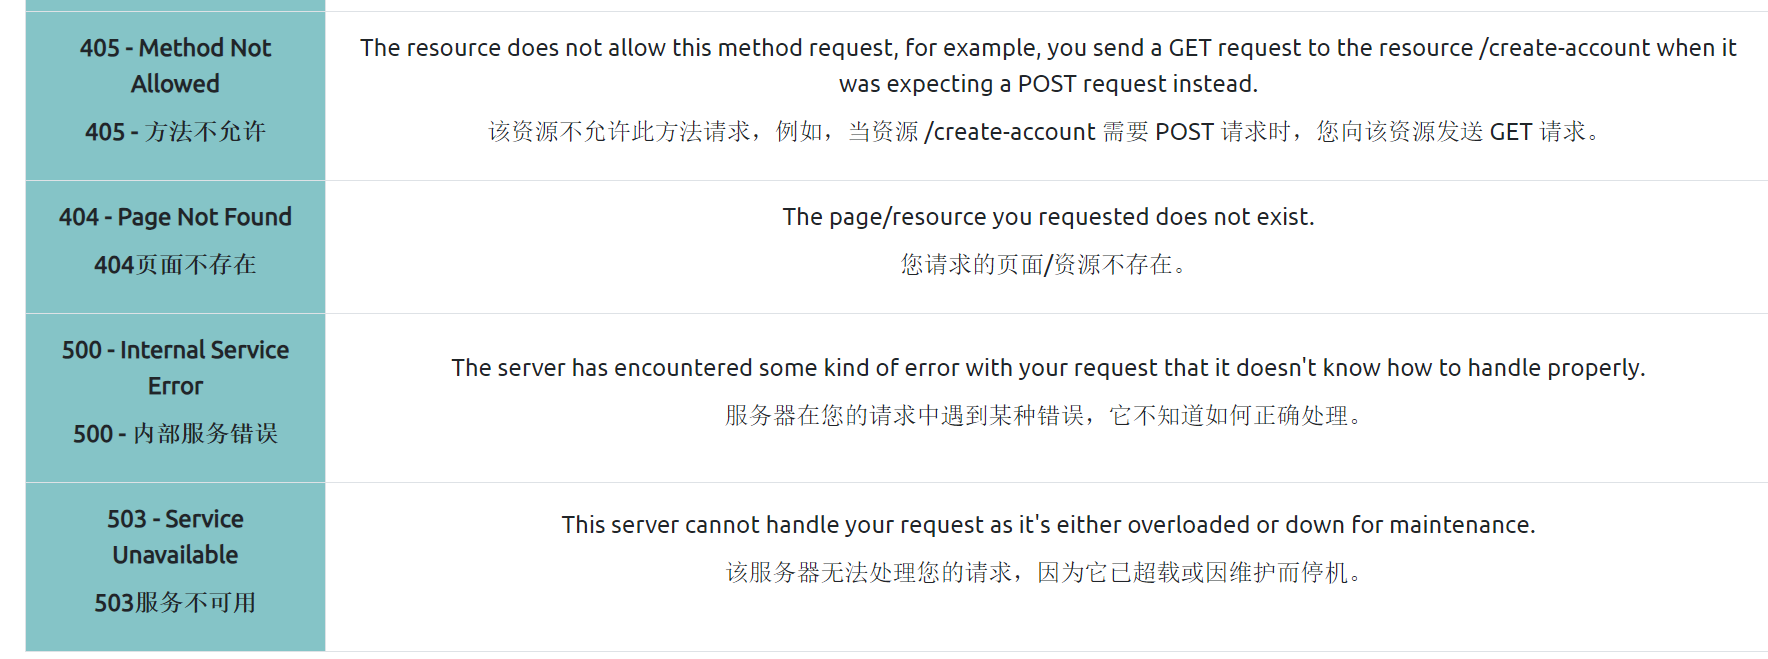 405 - Method Not
Allowed
405 - 方法不允许
The resource does not allow this method request, for example, you send a GET request to the resource /create-account when it
was expecting a POST request instead.
该资源不允许此方法请求，例如，当资源 /create-account 需要 POST 请求时，您向该资源发送 GET 请求。
404 - Page Not Found
404页面不存在
The page/resource you requested does not exist.
您请求的页面/资源不存在。
500 - Internal Service
Error
500 - 内部服务错误
The server has encountered some kind of error with your request that it doesn't know how to handle properly.
服务器在您的请求中遇到某种错误，它不知道如何正确处理。
503 - Service
Unavailable
503服务不可用
This server cannot handle your request as it's either overloaded or down for maintenance.
该服务器无法处理您的请求，因为它已超载或因维护而停机。